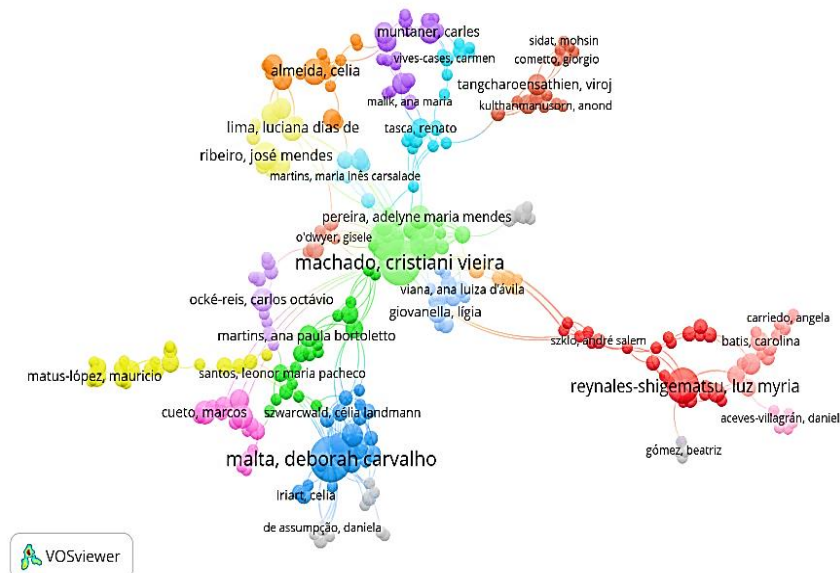 muntaner, carles
sidat, mohsin
vives-cases, carmen
cometto, giorgio
almeida, celia
tangcharoensathien, viroj
malik, ana maria
kulthanmanusorn, anond
lima, luciana dias de
tasca, renato
ribeiro, josé mendes
martins, maria inês carsalade
pereira, adelyne maria mendes
o'dwyer, gisele
machado, cristiani vieira
viana, ana luiza d'ávila
ocké-reis, carlos octávio
giovanella, lígia
carriedo, angela
martins, ana paula bortoletto
szklo, andré salem
batis, carolina
matus-lópez, mauricio
santos, leonor maria pacheco
reynales-shigematsu, luz myria
cueto, marcos
szwarcwald, célia landmann
aceves-villagrán, daniel
malta, deborah carvalho
gómez, beatriz
iriart, celia
de assumpção, daniela
VOSviewer